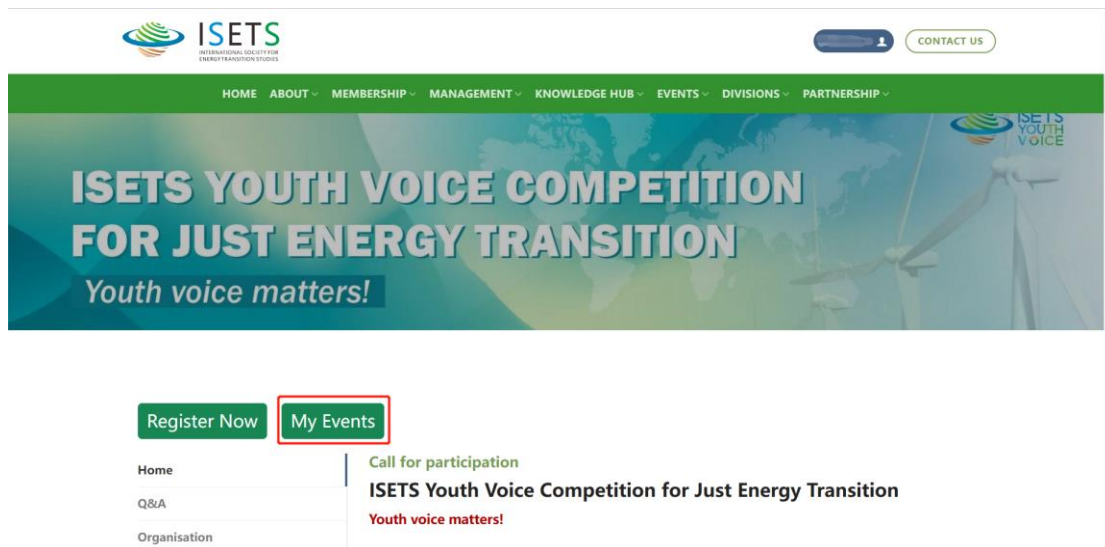 ISETS
INTERNATIONAL SOCIETY FOR
ENERGY TRANSITION STUDIES
CONTACT US
HOME ABOUT MEMBERSHIP MANAGEMENT KNOWLEDGE HUB EVENTS DIVISIONS PARTNERSHIP
ISETS
YOUTH
VOICE
ISETS YOUTH VOICE COMPETITION
FOR JUST ENERGY TRANSITION
Youth voice matters!
Register Now My Events
Home
Q&A
Organisation
Call for participation
ISETS Youth Voice Competition for Just Energy Transition
Youth voice matters!